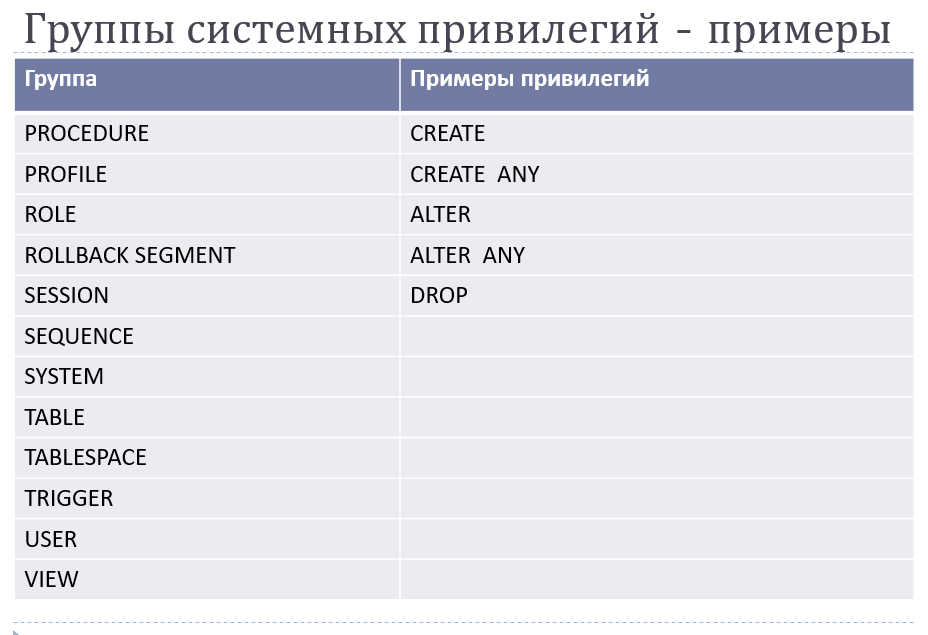 Группы системных привилегий - примеры
Группа Примеры привилегий
PROCEDURE CREATE
PROFILE CREATE ANY
ROLE ALTER
ROLLBACK SEGMENT ALTER ANY
SESSION DROP
SEQUENCE
SYSTEM
TABLE
TABLESPACE
TRIGGER
USER
VIEW